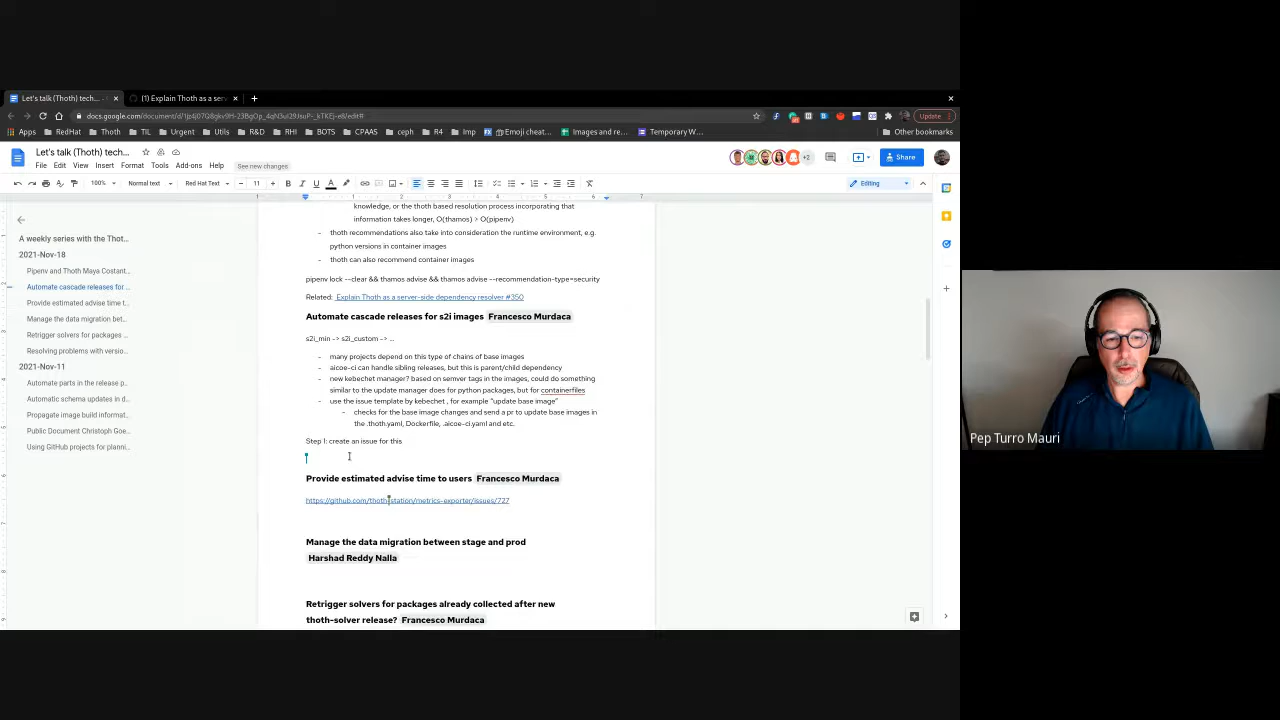 Let's talk (Thoth) tech...
(1) Explain Thoth as a serv
Update
Apps
RedHat
Thoth
TIL
Urgent
Utils
R&D
RHI
BOTS
CPAAS
ceph
R4
Imp
Emoji cheat...
Images and re...
Temporary W...
Other bookmarks
Let's talk (Thoth) tech...
File Edit View Insert Format Tools Add-ons Help
See new changes
+2
Share
100%
Normal text
Red Hat Text
11
Editing
A weekly series with the Thot...
2021-Nov-18
Pipenv and Thoth Maya Costant...
Automate cascade releases for...
Provide estimated advise time t...
Manage the data migration bet...
Retrigger solvers for packages ...
Resolving problems with versio...
2021-Nov-11
Automate parts in the release p...
Automatic schema updates in d...
Propagate image build informat...
Public Document Christoph Goe...
Using GitHub projects for planni...
knowledge, or the thoth based resolution process incorporating that
information takes longer, O(thamos) > O(pipenv)
- thoth recommendations also take into consideration the runtime environment, e.g.
python versions in container images
- thoth can also recommend container images
pipenv lock --clear && thamos advise && thamos advise --recommendation-type=security
Related: Explain Thoth as a server-side dependency resolver #350
Automate cascade releases for s2i images Francesco Murdaca
s2i_min -> s2i_custom -> ...
- many projects depend on this type of chains of base images
- aicoe-ci can handle sibling releases, but this is parent/child dependency
- new kebechet manager? based on semver tags in the images, could do something
similar to the update manager does for python packages, but for containerfiles
- use the issue template by kebechet , for example "update base image"
- checks for the base image changes and send a pr to update base images in
the .thoth.yaml, Dockerfile, .aicoe-ci.yaml and etc.
Step 1: create an issue for this
Provide estimated advise time to users Francesco Murdaca
https://github.com/thoth-station/metrics-exporter/issues/727
Manage the data migration between stage and prod
Harshad Reddy Nalla
Retrigger solvers for packages already collected after new
thoth-solver release? Francesco Murdaca
Pep Turro Mauri